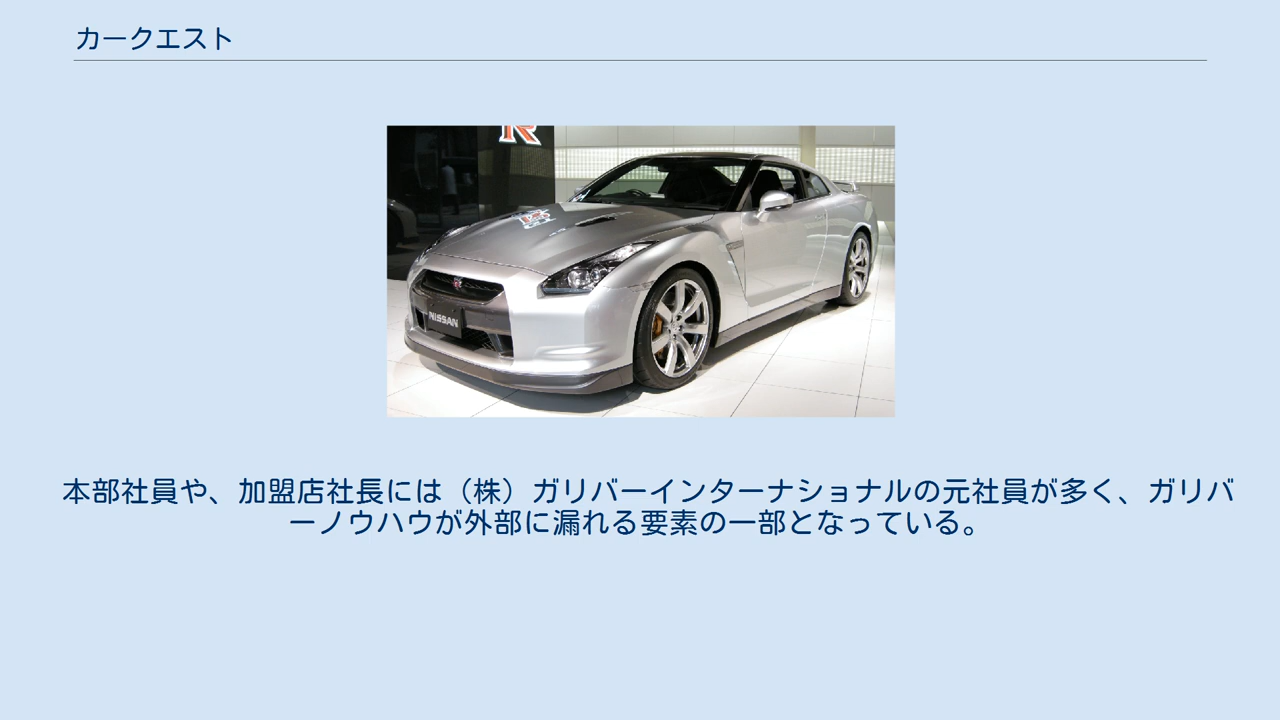 カークエスト
R
NISSAN
本部社員や、加盟店社長には（株）ガリバーインターナショナルの元社員が多く、ガリバ
ーノウハウが外部に漏れる要素の一部となっている。